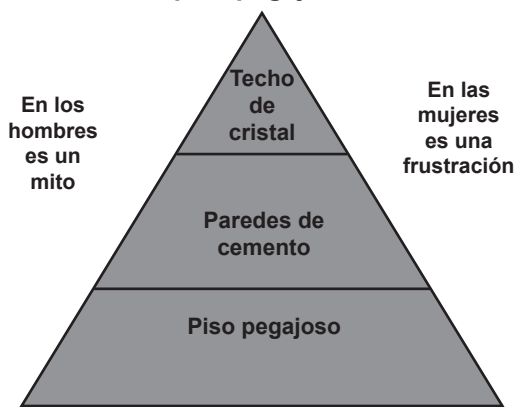 Techo
de
cristal
En los
hombres
es un
mito
En las
mujeres
es una
frustración
Paredes de
cemento
Piso pegajoso